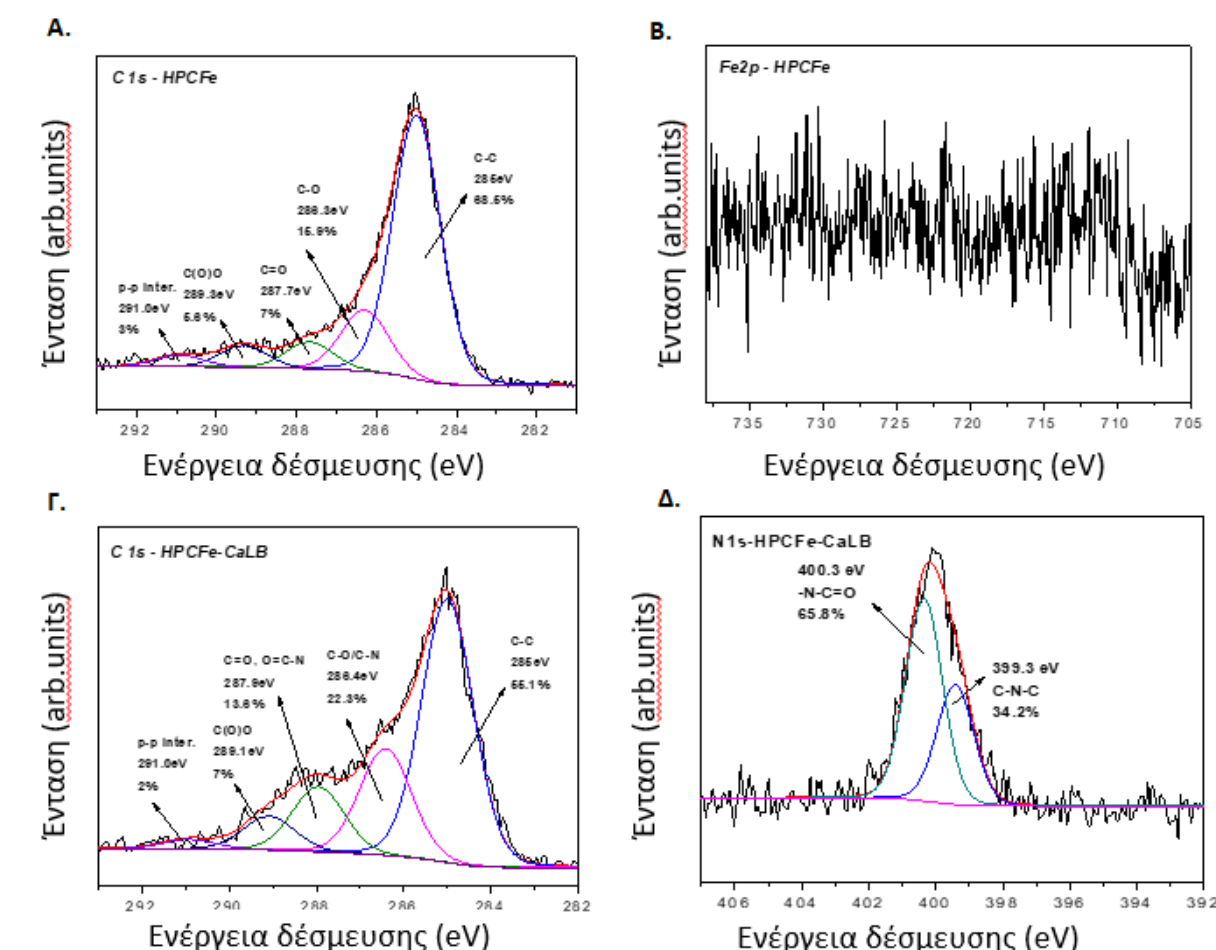 Α.
C 1s - HPCFe
C-C
285eV
68.5%
C-O
286.3eV
15.9%
C=O
287.7eV
7%
C(O)O
289.3eV
5.6%
p-p Inter.
291.0eV
3%
292 290 288 286 284 282
Ένταση (arb.units)
Ενέργεια δέσμευσης (eV)
Β.
Fe2p - HPCFe
735 730 725 720 715 710 705
Ένταση (arb.units)
Ενέργεια δέσμευσης (eV)
Γ.
C 1s - HPCFe-CaLB
C-C
285eV
55.1%
C-O/C-N
286.4eV
22.3%
C=O, O=C-N
287.9eV
13.6%
C(O)O
289.1eV
7%
p-p Inter.
291.0eV
2%
292 290 288 286 284 282
Ένταση (arb.units)
Ενέργεια δέσμευσης (eV)
Δ.
N1s-HPCFe-CaLB
400.3 eV
-N-C=O
65.8%
399.3 eV
C-N-C
34.2%
406 404 402 400 398 396 394 392
Ένταση (arb.units)
Ενέργεια δέσμευσης (eV)